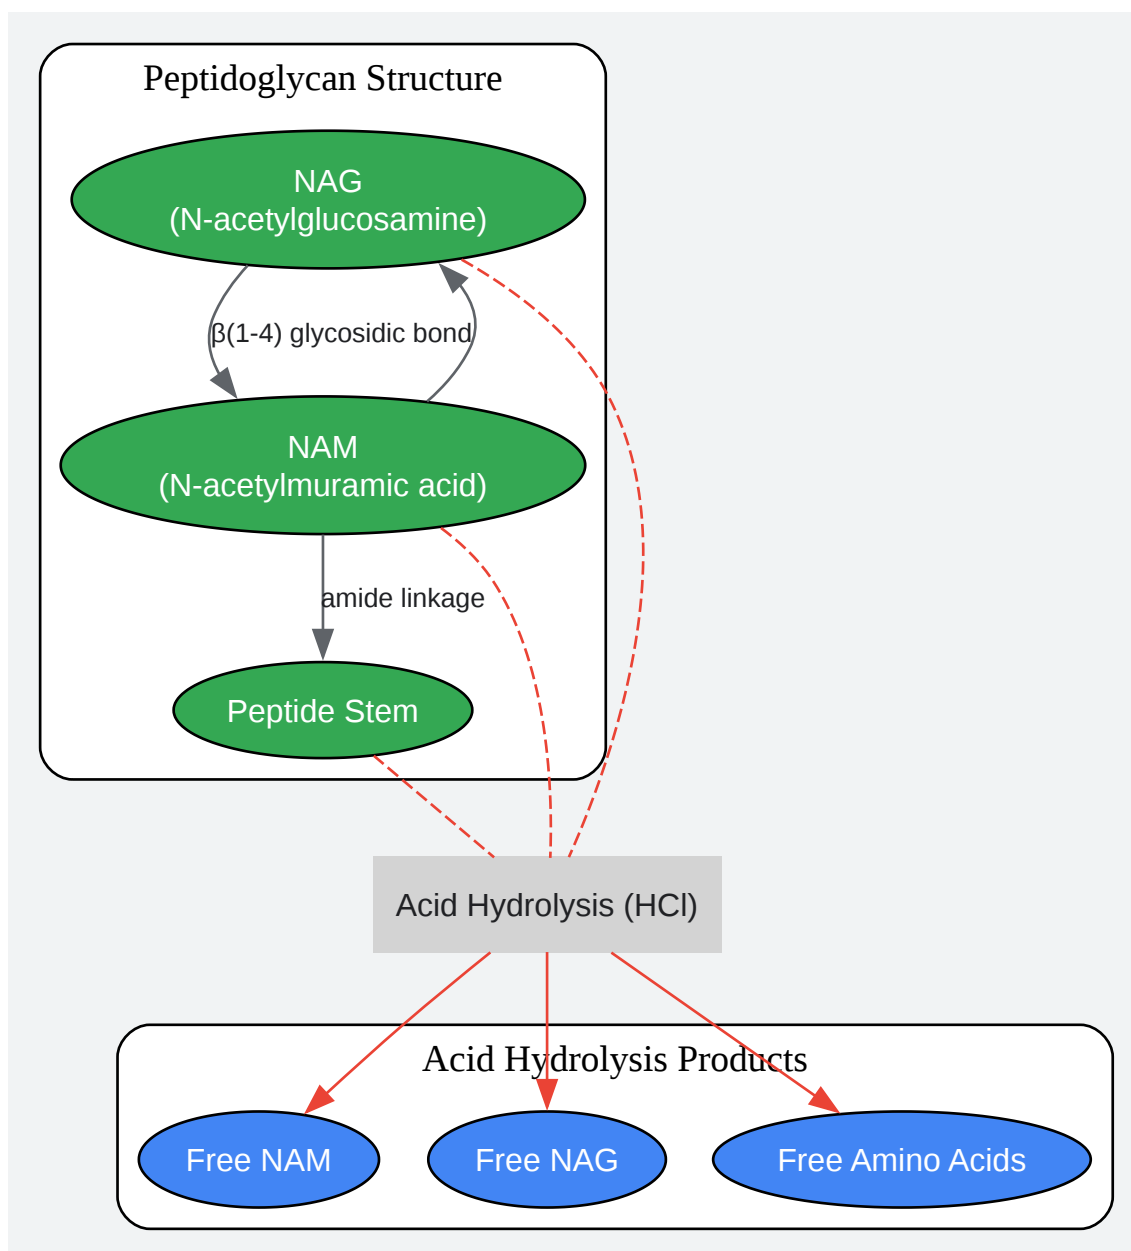 Peptidoglycan Structure
NAG
(N-acetylglucosamine)
β(1-4) glycosidic bond
NAM
(N-acetylmuramic acid)
amide linkage
Peptide Stem
Acid Hydrolysis (HCl)
Acid Hydrolysis Products
Free NAM
Free NAG
Free Amino Acids